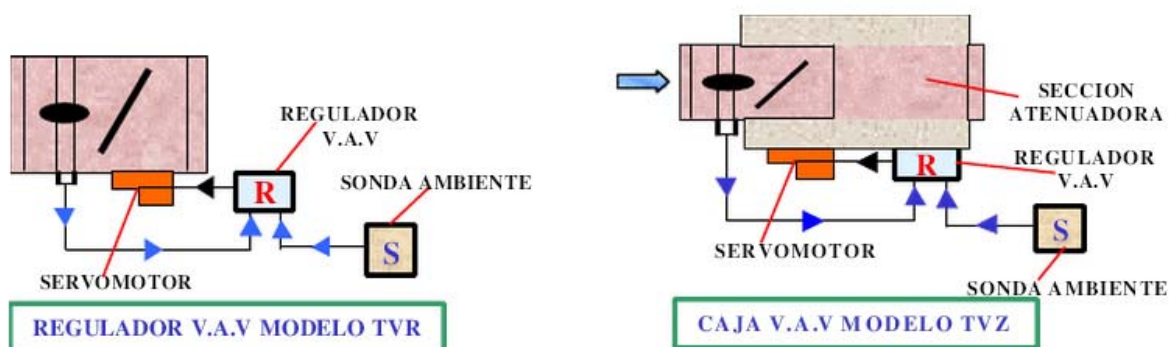 REGULADOR
V.A.V
R
SONDA AMBIENTE
S
SERVOMOTOR
REGULADOR V.A.V MODELO TVR
SECCION
ATENUADORA
REGULADOR
V.A.V
R
S
SERVOMOTOR
SONDA AMBIENTE
CAJA V.A.V MODELO TVZ